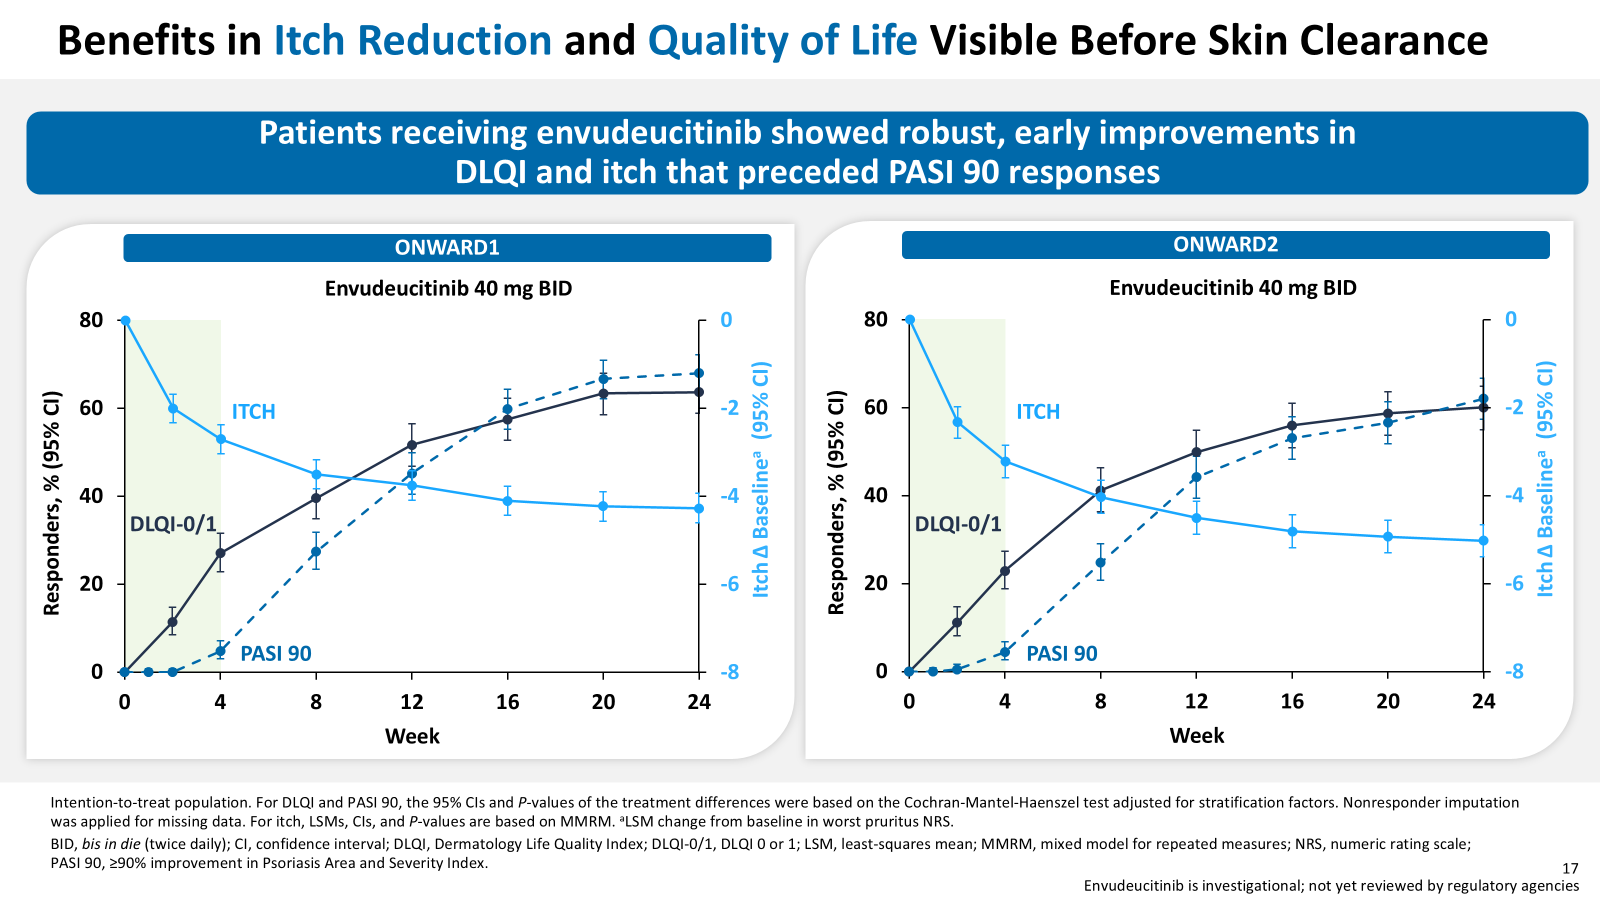 Benefits in Itch Reduction and Quality of Life Visible Before Skin Clearance
Patients receiving envudeucitinib showed robust, early improvements in
DLQI and itch that preceded PASI 90 responses
ONWARD1
Envudeucitinib 40 mg BID
Responders, % (95% CI)
80
60
40
20
0
0
-2
-4
-6
-8
Itch Δ Baselineᵃ (95% CI)
ITCH
DLQI-0/1
PASI 90
0 4 8 12 16 20 24
Week
ONWARD2
Envudeucitinib 40 mg BID
Responders, % (95% CI)
80
60
40
20
0
0
-2
-4
-6
-8
Itch Δ Baselineᵃ (95% CI)
ITCH
DLQI-0/1
PASI 90
0 4 8 12 16 20 24
Week
Intention-to-treat population. For DLQI and PASI 90, the 95% CIs and P-values of the treatment differences were based on the Cochran-Mantel-Haenszel test adjusted for stratification factors. Nonresponder imputation
was applied for missing data. For itch, LSMs, CIs, and P-values are based on MMRM. ᵃLSM change from baseline in worst pruritus NRS.
BID, bis in die (twice daily); CI, confidence interval; DLQI, Dermatology Life Quality Index; DLQI-0/1, DLQI 0 or 1; LSM, least-squares mean; MMRM, mixed model for repeated measures; NRS, numeric rating scale;
PASI 90, ≥90% improvement in Psoriasis Area and Severity Index.
17
Envudeucitinib is investigational; not yet reviewed by regulatory agencies